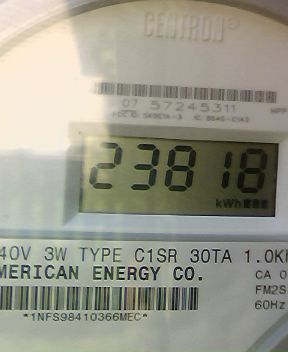 CENTRON
07 57245311
23818
kWh
40V 3W TYPE C1SR 30TA 1.0K
MERICAN ENERGY CO.
CA 0
FM2S
60Hz
*1NFS98410366MEC*